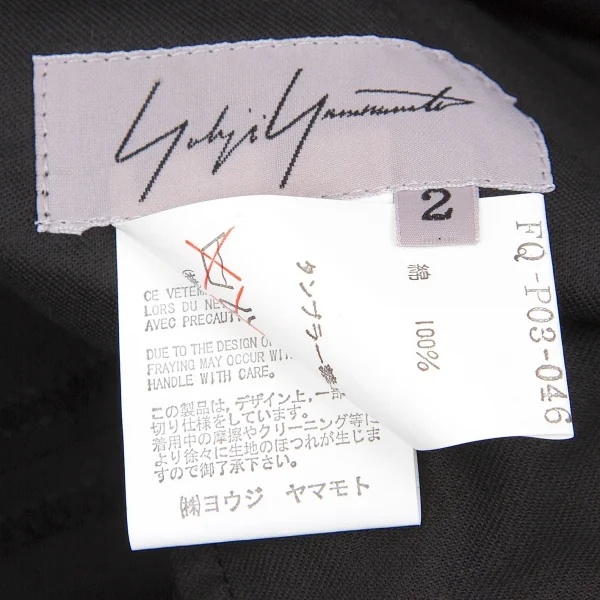 Yohji Yamamoto
2
FQ-P03-046
綿 100%
タンブラー
CE VETEM
LORS DU NE
AVEC PRECAUT
DUE TO THE DESIGN OF
FRAYING MAY OCCUR WITH
HANDLE WITH CARE.
この製品は、デザイン上、一
切り仕様をしています。
着用中の摩擦やクリーニング等に
より徐々に生地のほつれが生じま
すので御了承下さい。
㈱ヨウジ ヤマモト